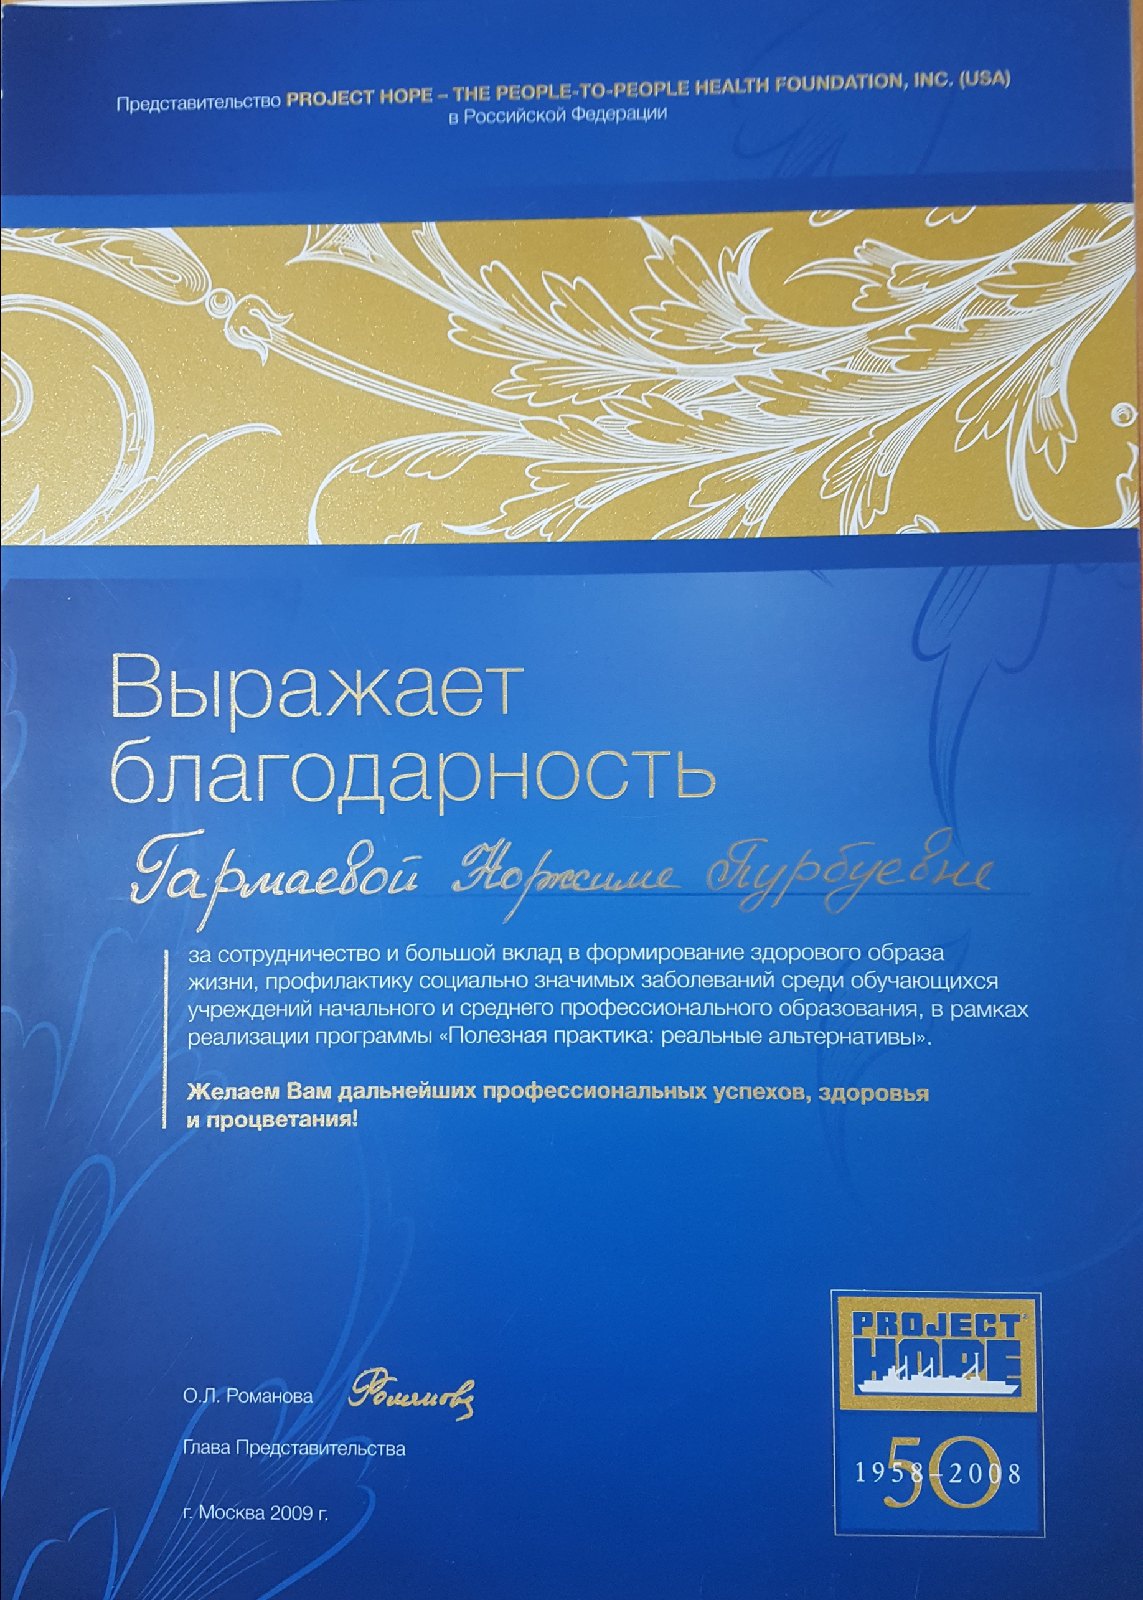 Представительство PROJECT HOPE – THE PEOPLE-TO-PEOPLE HEALTH FOUNDATION, INC. (USA)
в Российской Федерации
Выражает
благодарность
Гармаевой Норжиме Пурбуевне
за сотрудничество и большой вклад в формирование здорового образа
жизни, профилактику социально значимых заболеваний среди обучающихся
учреждений начального и среднего профессионального образования, в рамках
реализации программы «Полезная практика: реальные альтернативы».
Желаем Вам дальнейших профессиональных успехов, здоровья
и процветания!
О.Л. Романова Романова
Глава Представительства
г. Москва 2009 г.
PROJECT
HOPE
50
1958–2008